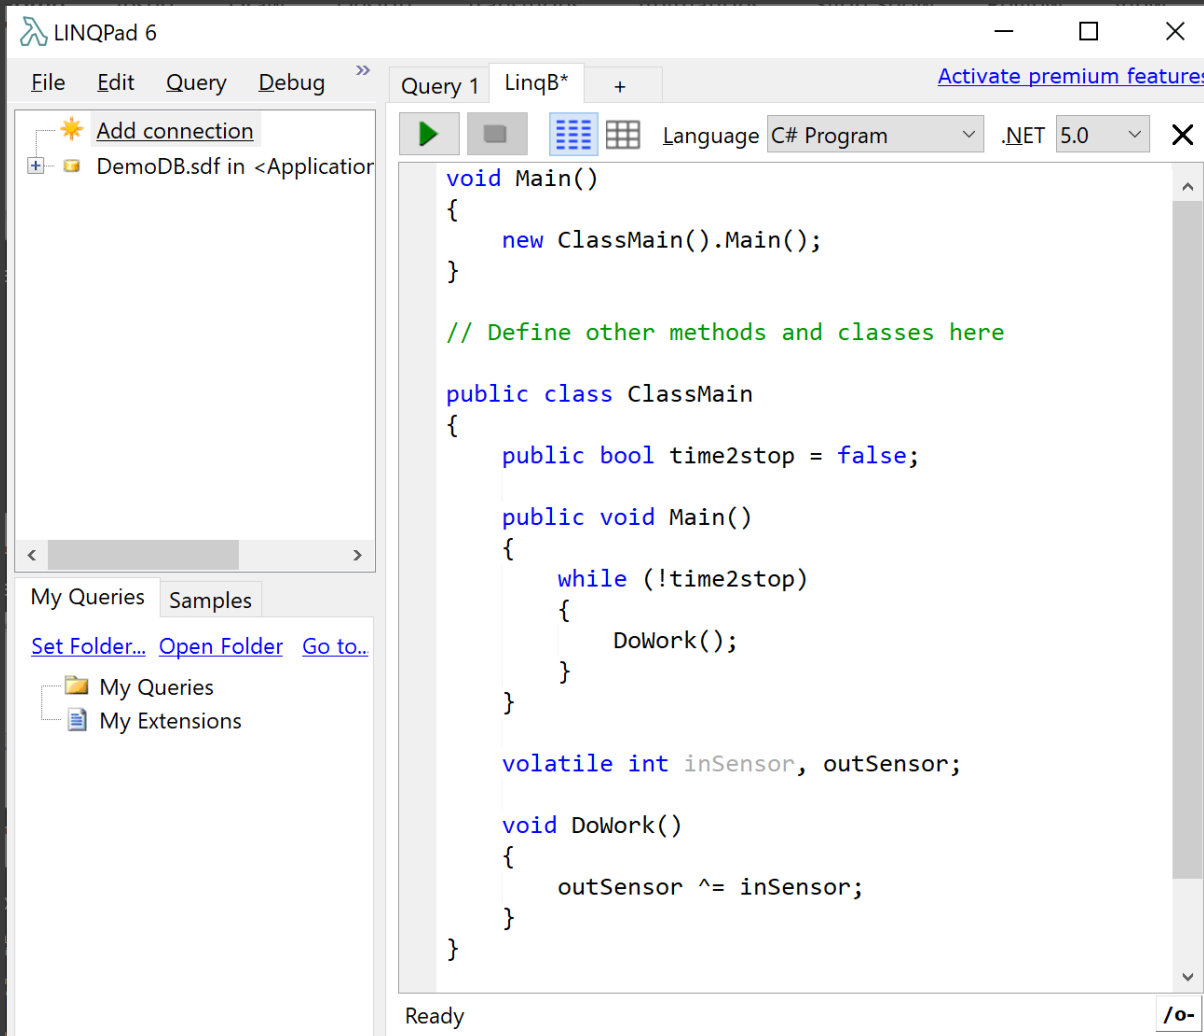 LINQPad 6
File Edit Query Debug »
Add connection
DemoDB.sdf in <Application
My Queries Samples
Set Folder... Open Folder Go to...
My Queries
My Extensions
Query 1 LinqB* +
Activate premium features
Language C# Program .NET 5.0
void Main()
{
    new ClassMain().Main();
}
// Define other methods and classes here
public class ClassMain
{
    public bool time2stop = false;
    public void Main()
    {
        while (!time2stop)
        {
            DoWork();
        }
    }
    volatile int inSensor, outSensor;
    void DoWork()
    {
        outSensor ^= inSensor;
    }
}
Ready
/o-